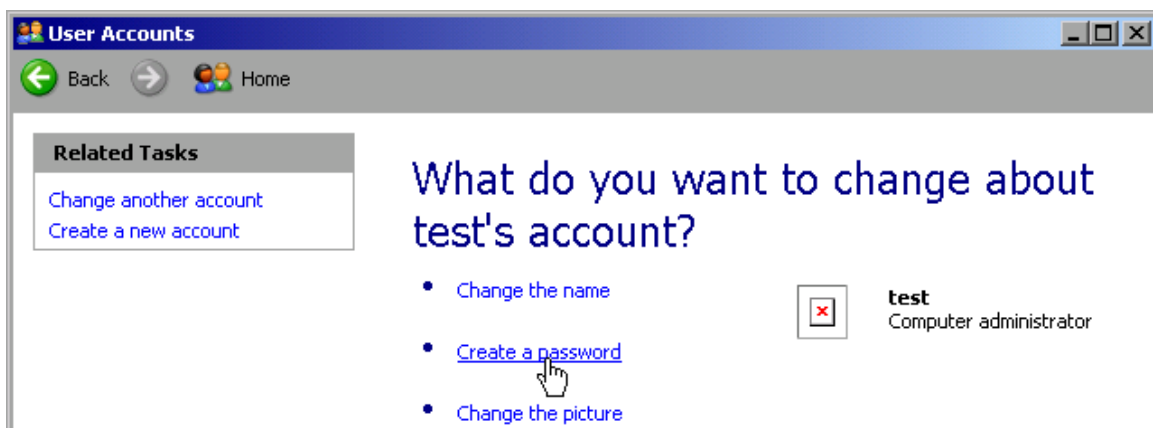 User Accounts
Back Home
Related Tasks
Change another account
Create a new account
What do you want to change about
test's account?
Change the name
Create a password
Change the picture
test
Computer administrator